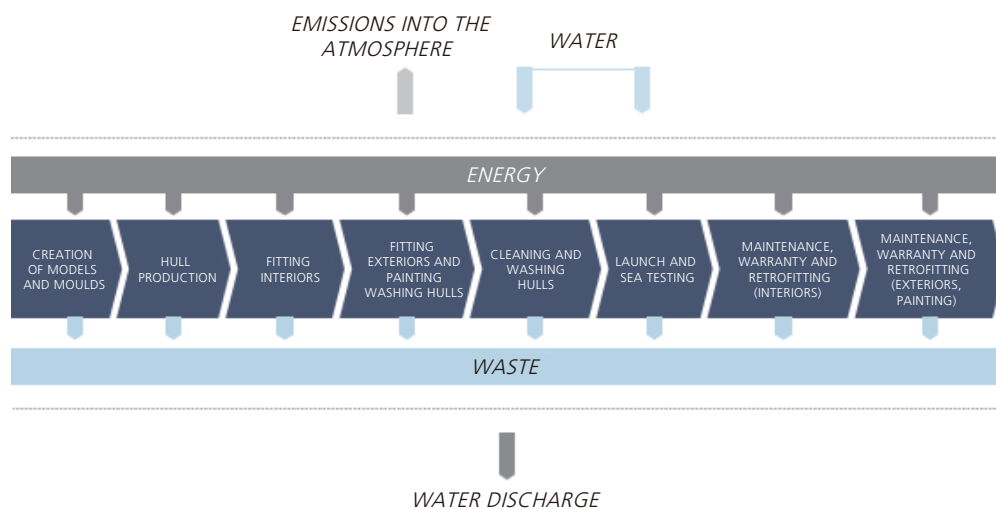 EMISSIONS INTO THE
ATMOSPHERE
WATER
ENERGY
CREATION
OF MODELS
AND MOULDS
HULL
PRODUCTION
FITTING
INTERIORS
FITTING
EXTERIORS AND
PAINTING
WASHING HULLS
CLEANING AND
WASHING
HULLS
LAUNCH AND
SEA TESTING
MAINTENANCE,
WARRANTY AND
RETROFITTING
(INTERIORS)
MAINTENANCE,
WARRANTY AND
RETROFITTING
(EXTERIORS,
PAINTING)
WASTE
WATER DISCHARGE